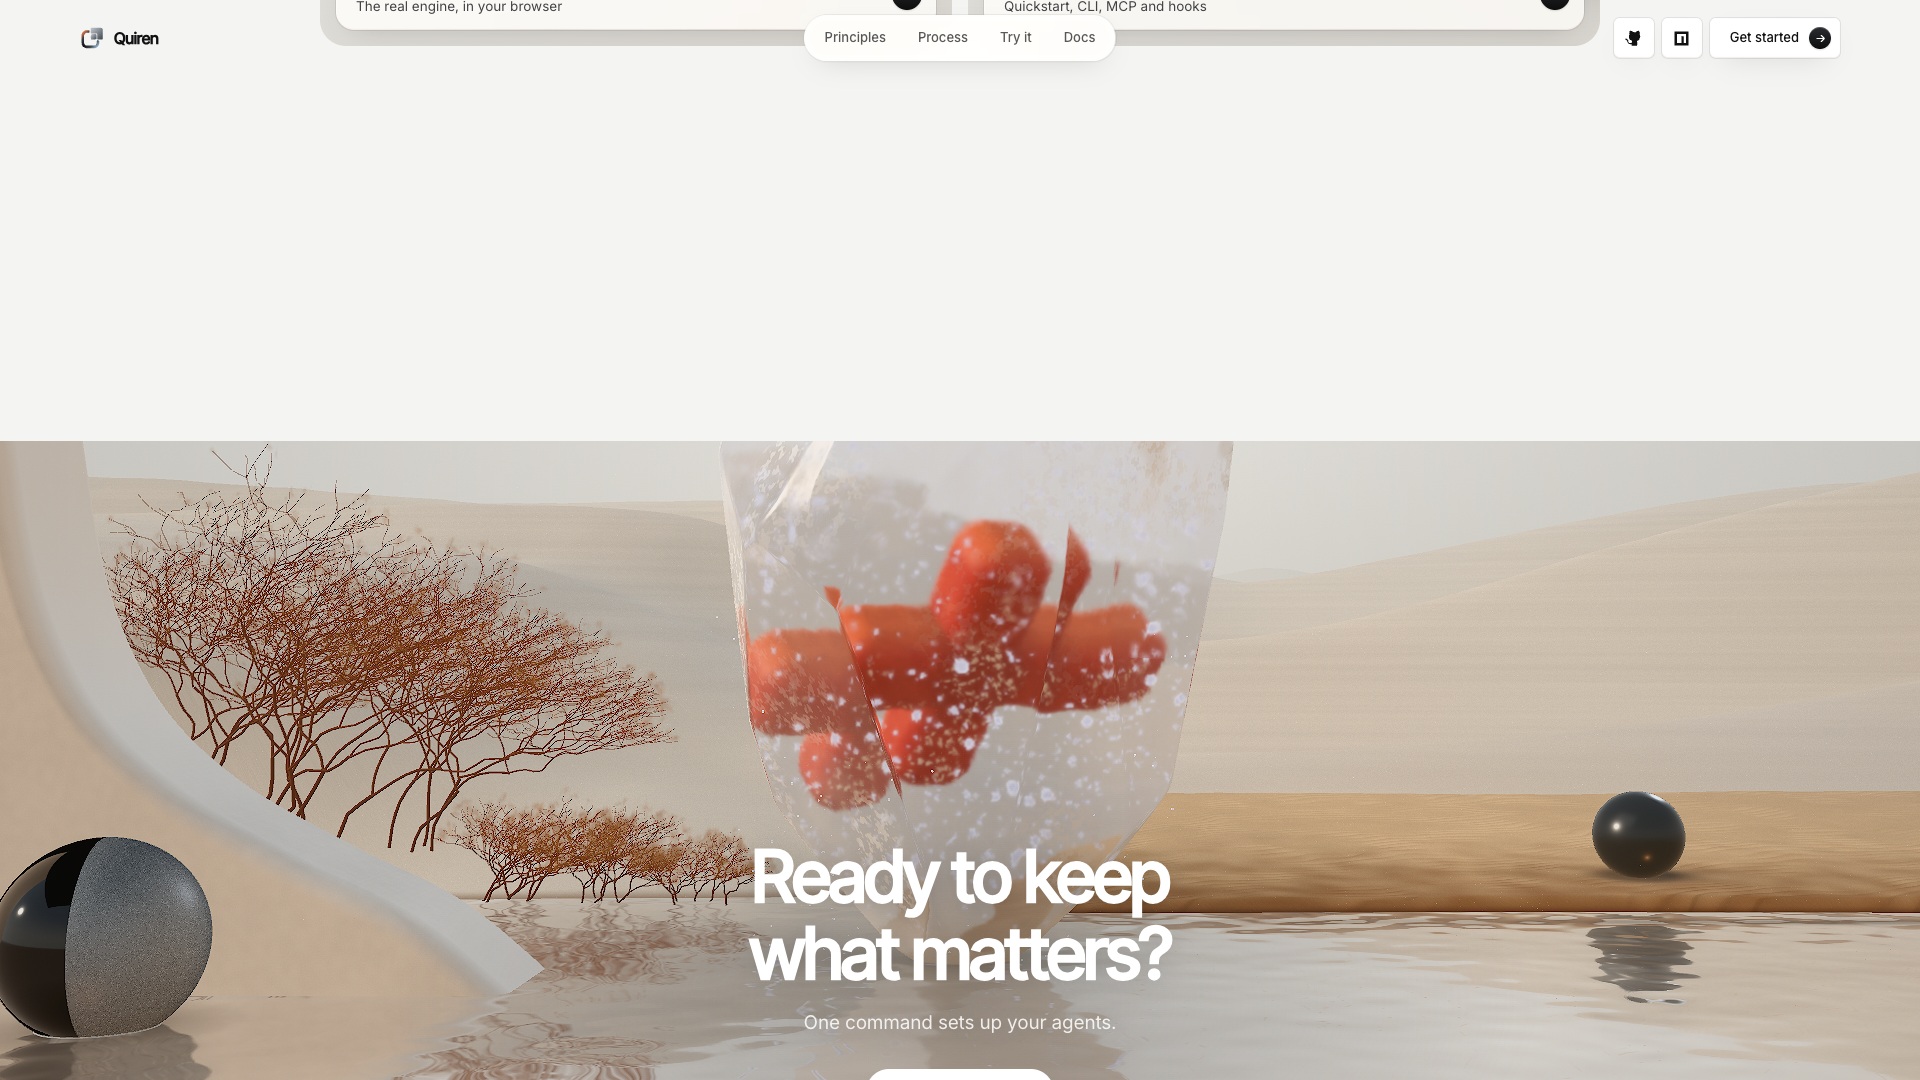 The real engine, in your browser
Quickstart, CLI, MCP and hooks
Quiren
Principles
Process
Try it
Docs
Get started
Ready to keep
what matters?
One command sets up your agents.